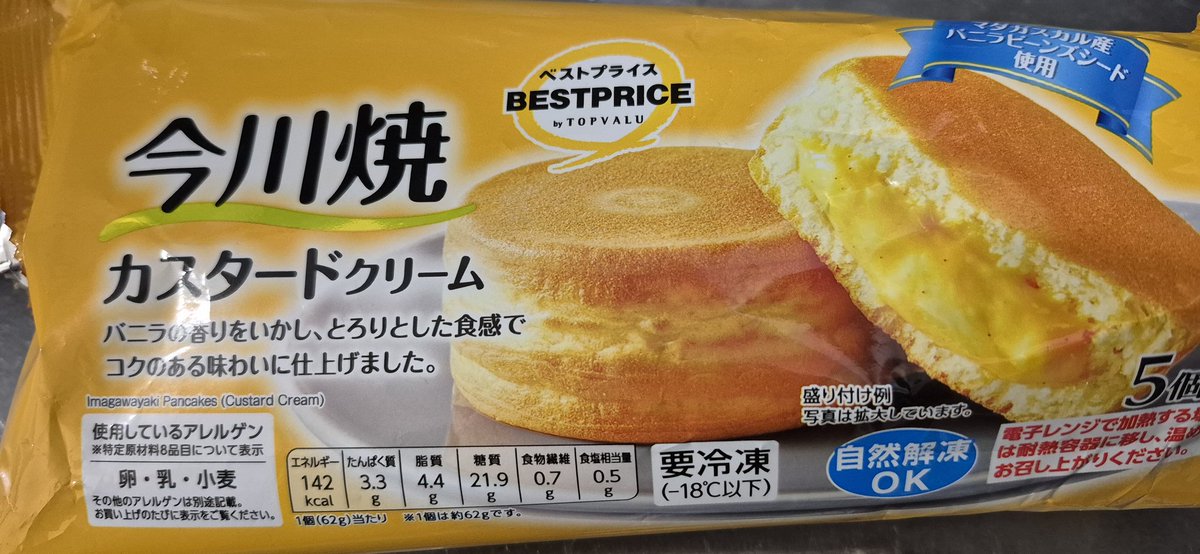 マダガスカル産
バニラビーンズシード
使用
ベストプライス
BESTPRICE
by TOPVALU
今川焼
カスタードクリーム
バニラの香りをいかし、とろりとした食感で
コクのある味わいに仕上げました。
Imagawayaki Pancakes (Custard Cream)
使用しているアレルゲン
※特定原材料8品目について表示
卵・乳・小麦
その他のアレルゲンは別途記載。
お買い上げのたびに表示をご覧ください。
エネルギー たんぱく質 脂質 糖質 食物繊維 食塩相当量
142 kcal 3.3 g 4.4 g 21.9 g 0.7 g 0.5 g
1個(62g)当たり ※1個は約62gです。
要冷凍
(-18℃以下)
盛り付け例
写真は拡大しています。
自然解凍
OK
5個
電子レンジで加熱する
は耐熱容器に移し、温め
お召し上がりください。